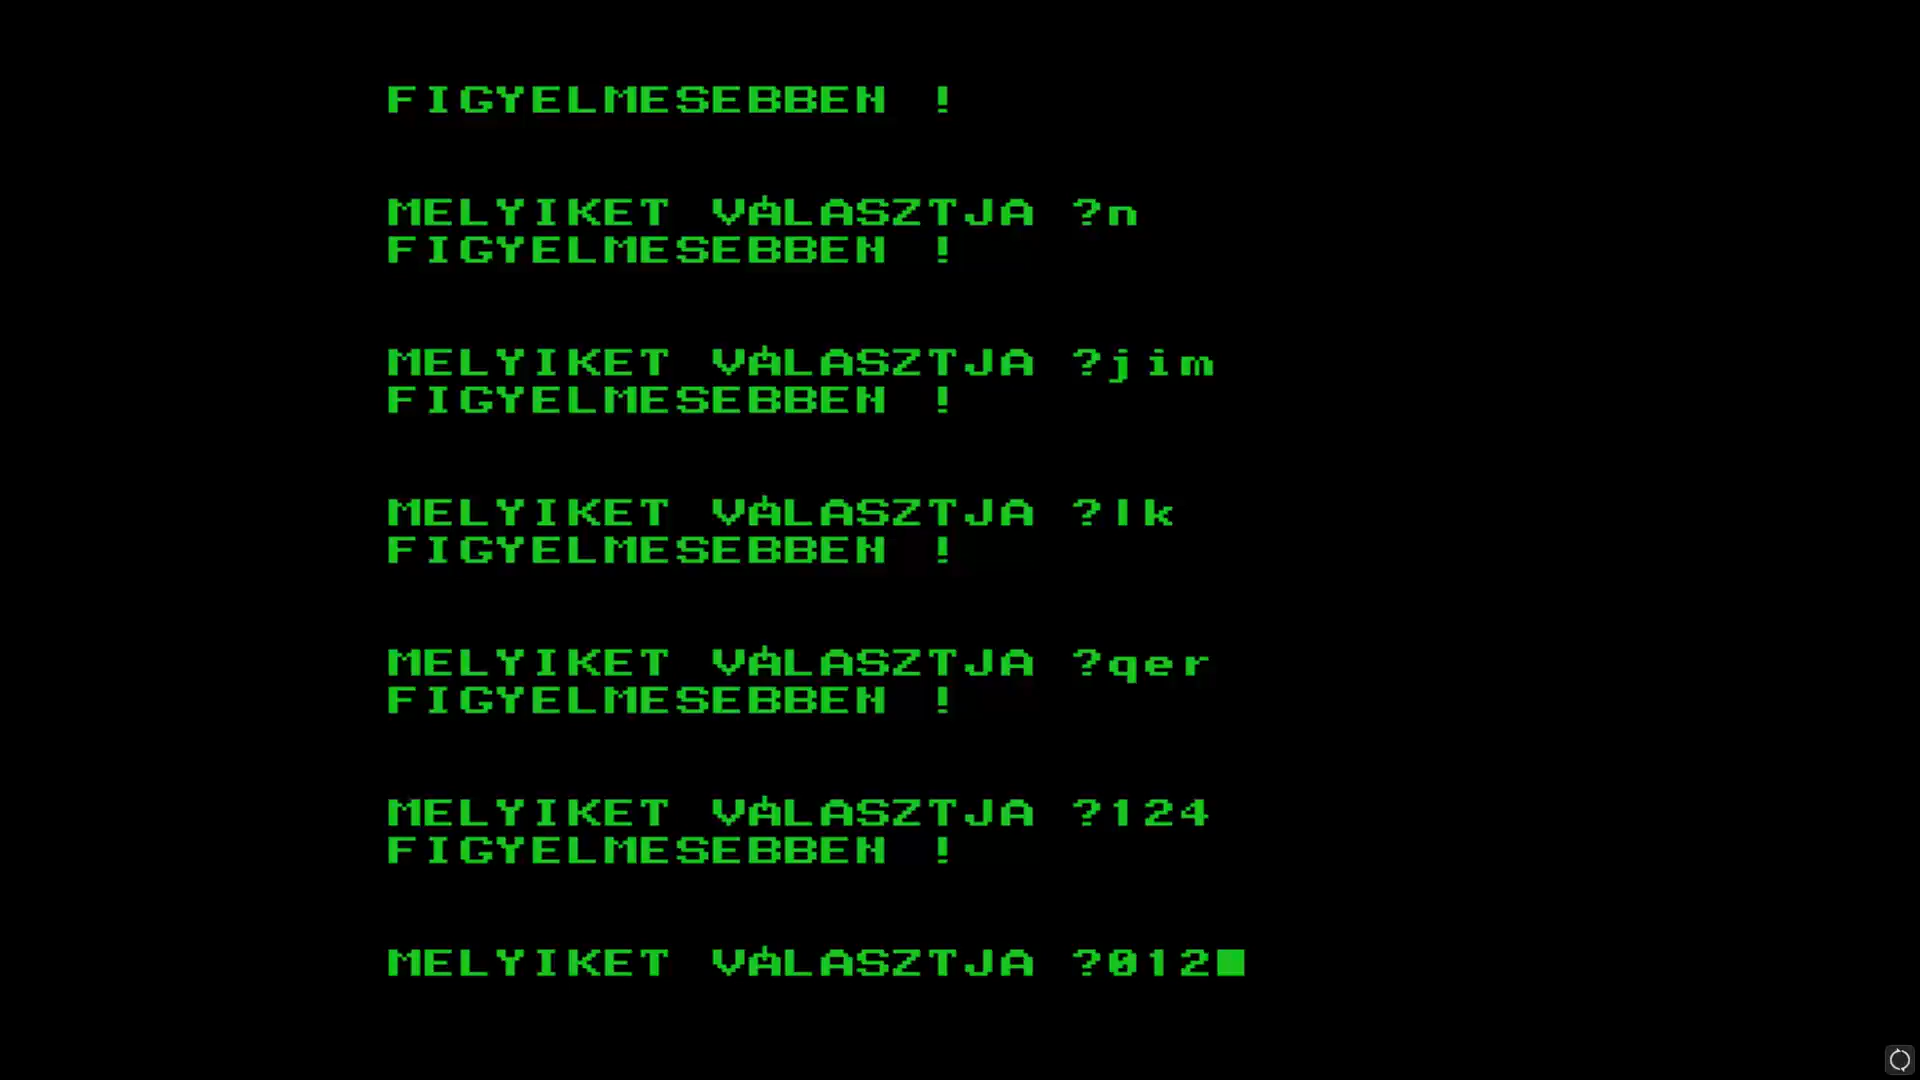 FIGYELMESEBBEN !
MELYIKET VÁLASZTJA ?n
FIGYELMESEBBEN !
MELYIKET VÁLASZTJA ?jim
FIGYELMESEBBEN !
MELYIKET VÁLASZTJA ?lk
FIGYELMESEBBEN !
MELYIKET VÁLASZTJA ?qer
FIGYELMESEBBEN !
MELYIKET VÁLASZTJA ?124
FIGYELMESEBBEN !
MELYIKET VÁLASZTJA ?012